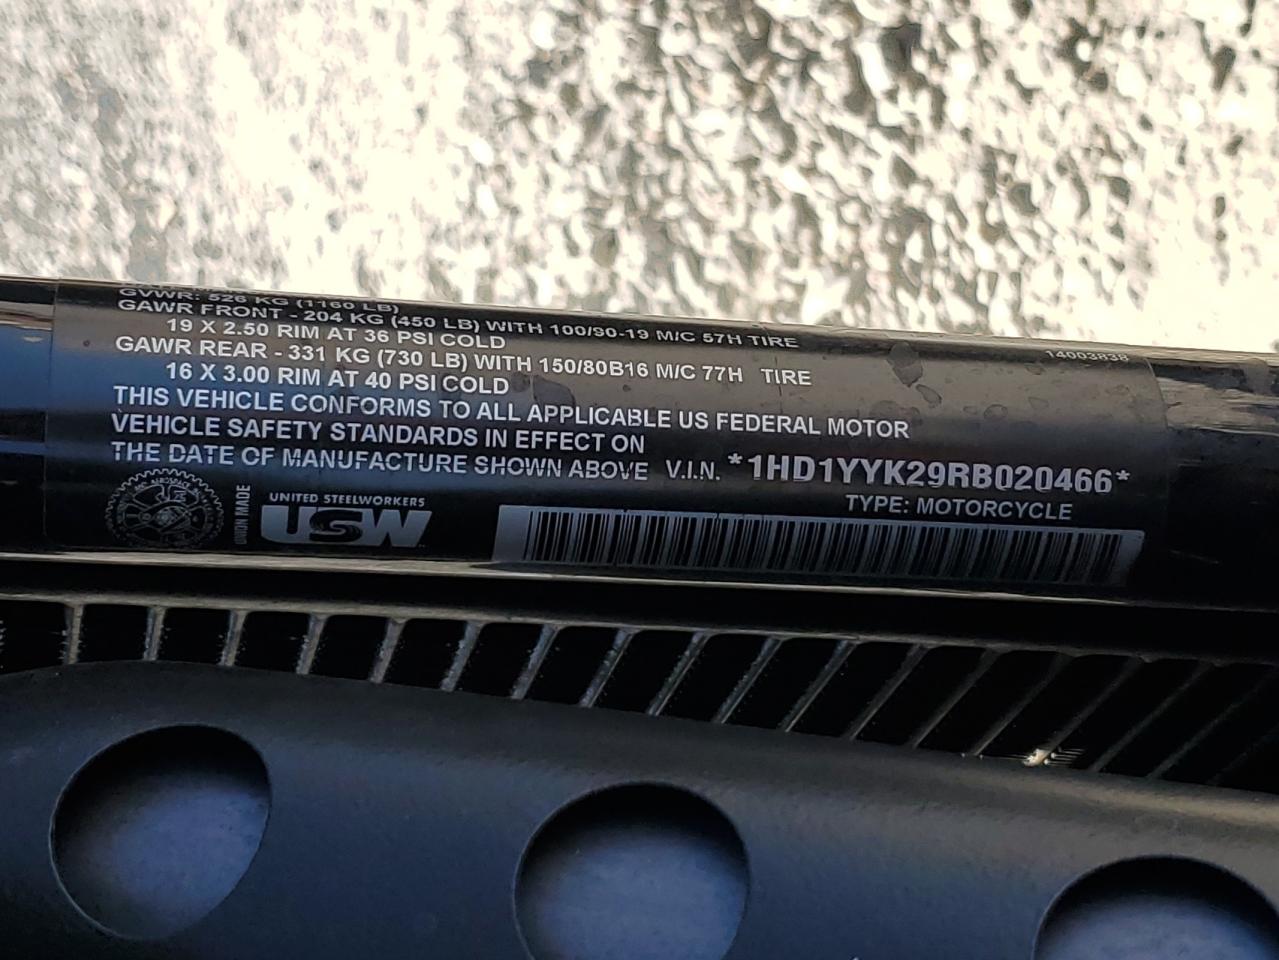 GVWR: 526 KG (1160 LB)
GAWR FRONT - 204 KG (450 LB) WITH 100/90-19 M/C 57H TIRE
19 X 2.50 RIM AT 36 PSI COLD
14003838
GAWR REAR - 331 KG (730 LB) WITH 150/80B16 M/C 77H TIRE
16 X 3.00 RIM AT 40 PSI COLD
THIS VEHICLE CONFORMS TO ALL APPLICABLE US FEDERAL MOTOR
VEHICLE SAFETY STANDARDS IN EFFECT ON
THE DATE OF MANUFACTURE SHOWN ABOVE V.I.N. *1HD1YYK29RB020466*
TYPE: MOTORCYCLE
AEROSPACE
UNION MADE
UNITED STEELWORKERS
USW